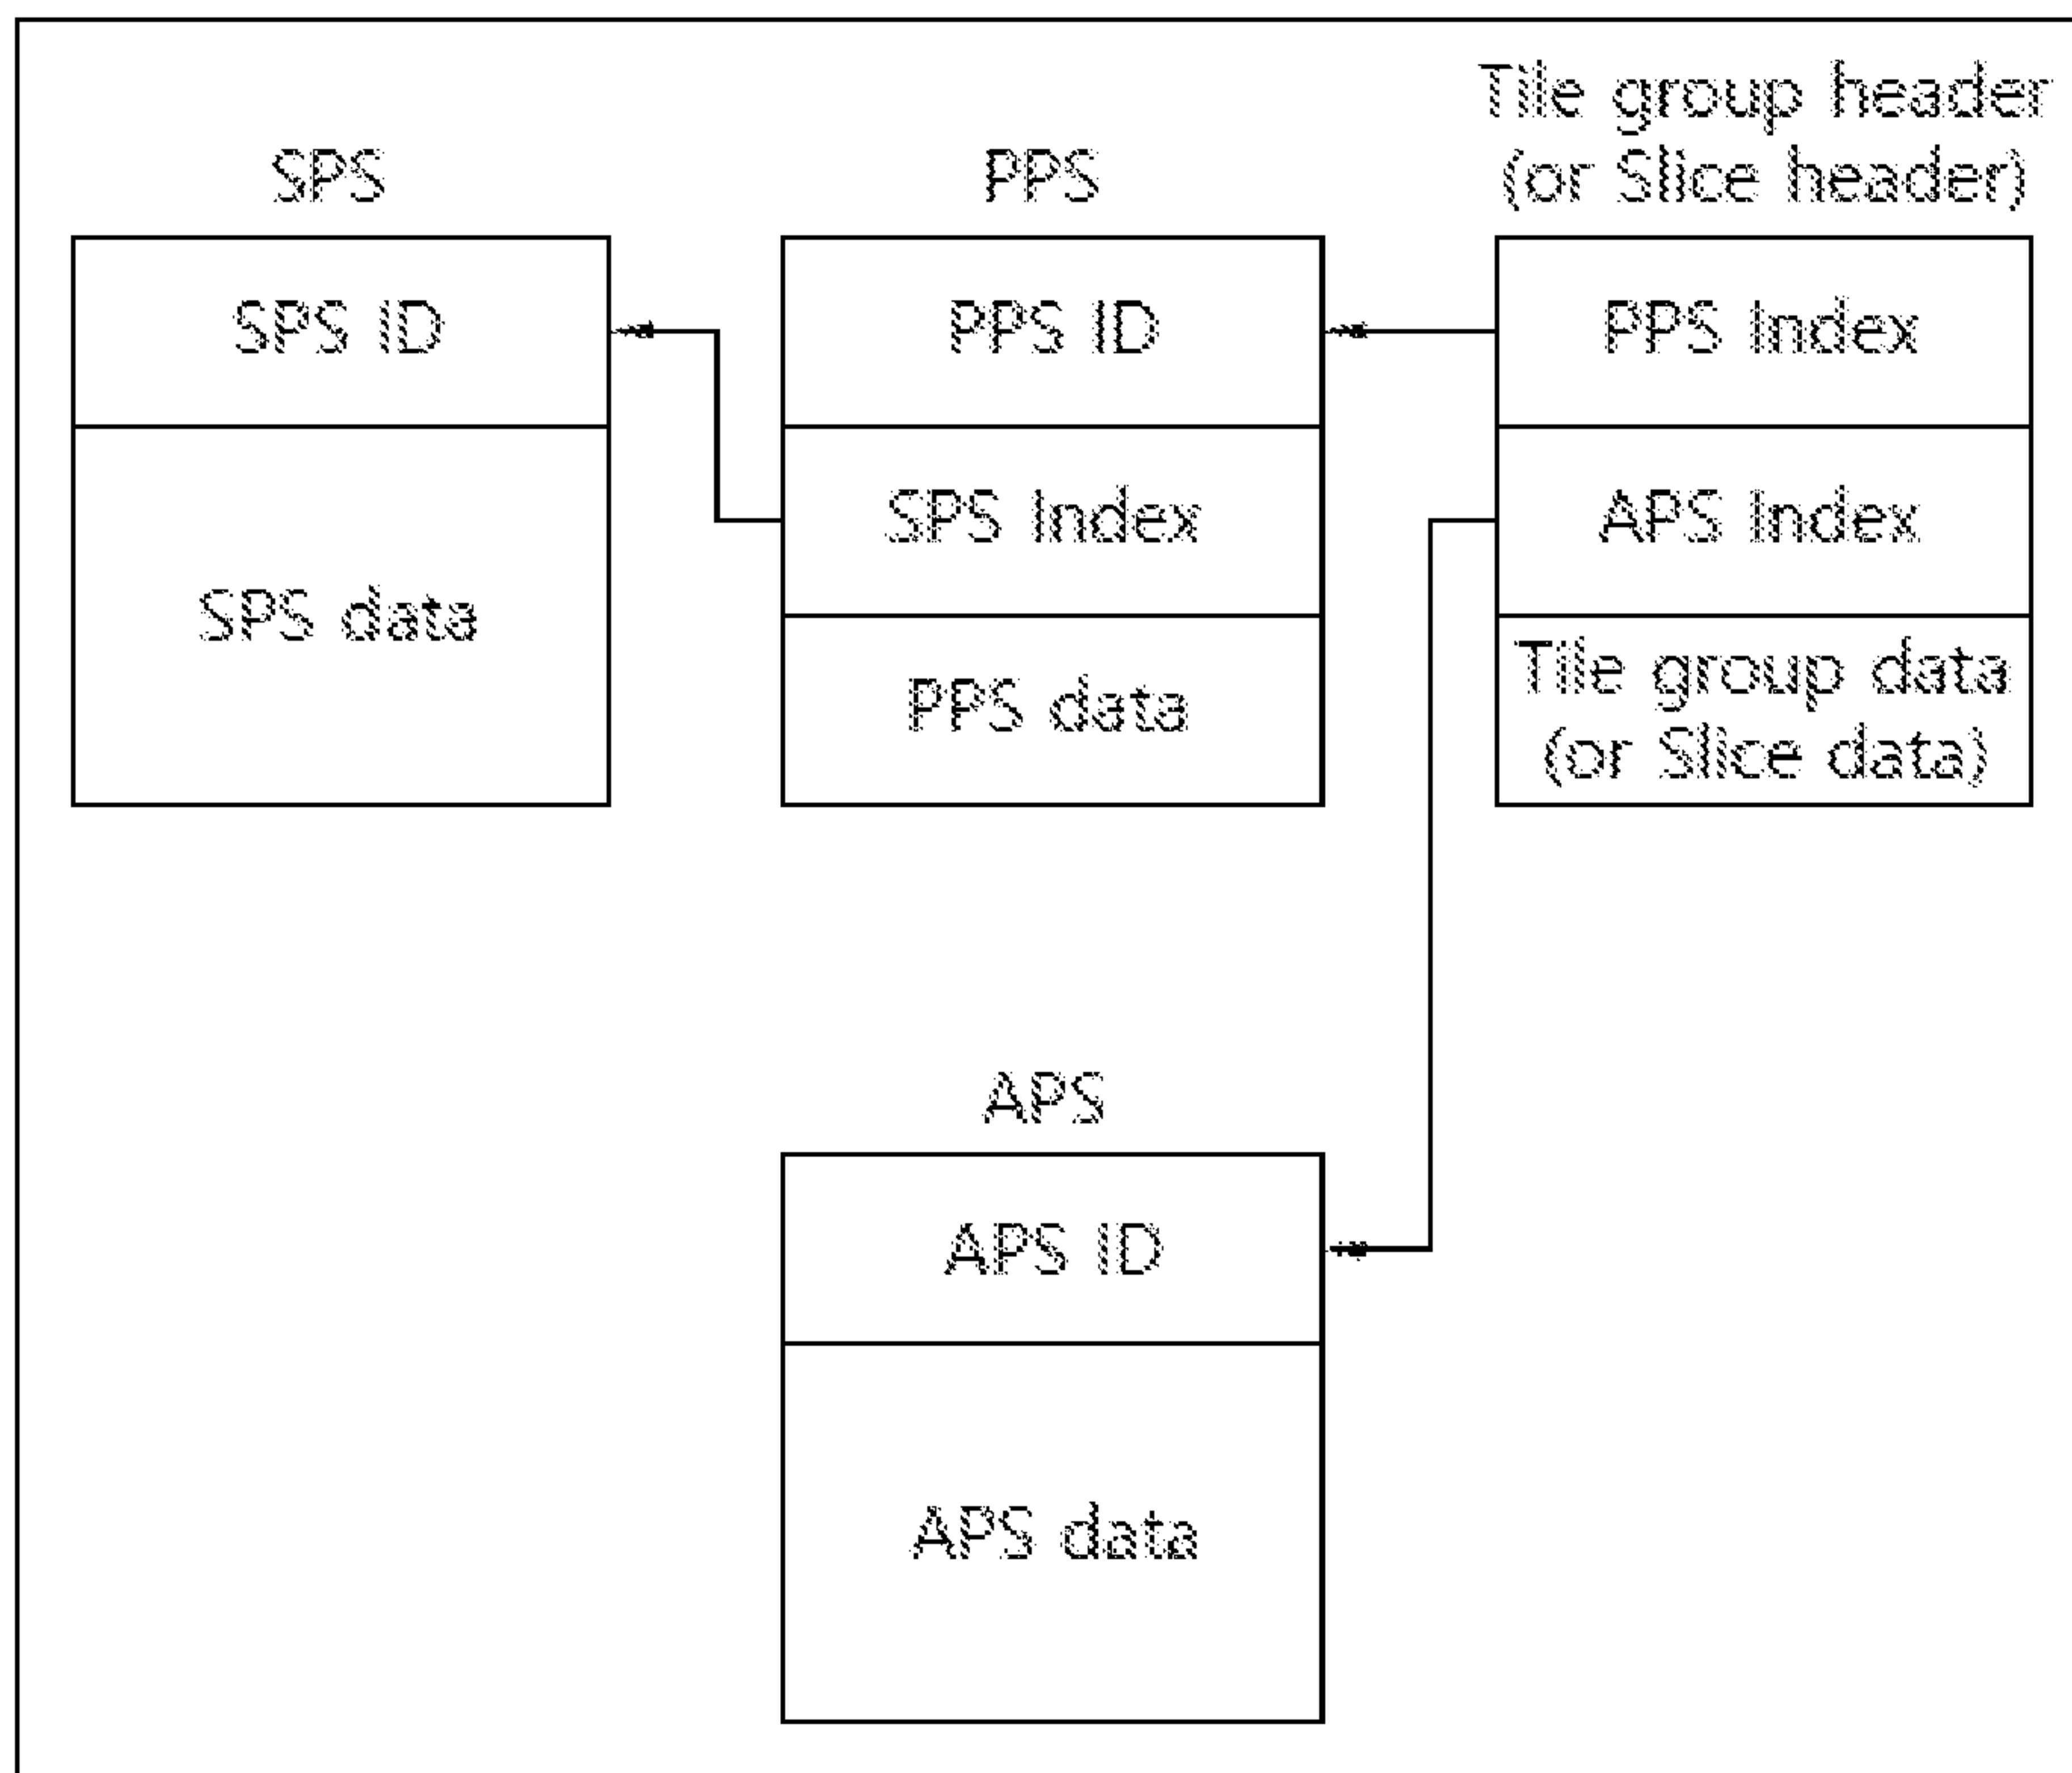 SPS
SPS ID
SPS data
PPS
PPS ID
SPS Index
PPS data
Tile group header
(or Slice header)
PPS Index
APS Index
Tile group data
(or Slice data)
APS
APS ID
APS data